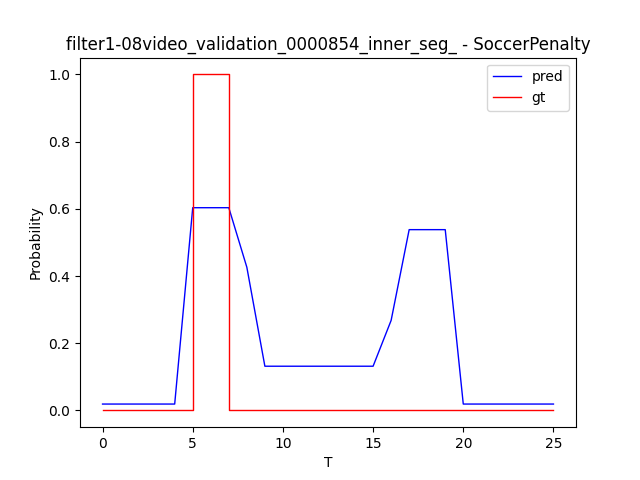 filter1-08video_validation_0000854_inner_seg_ - SoccerPenalty
pred
gt
Probability
1.0
0.8
0.6
0.4
0.2
0.0
0 5 10 15 20 25
T